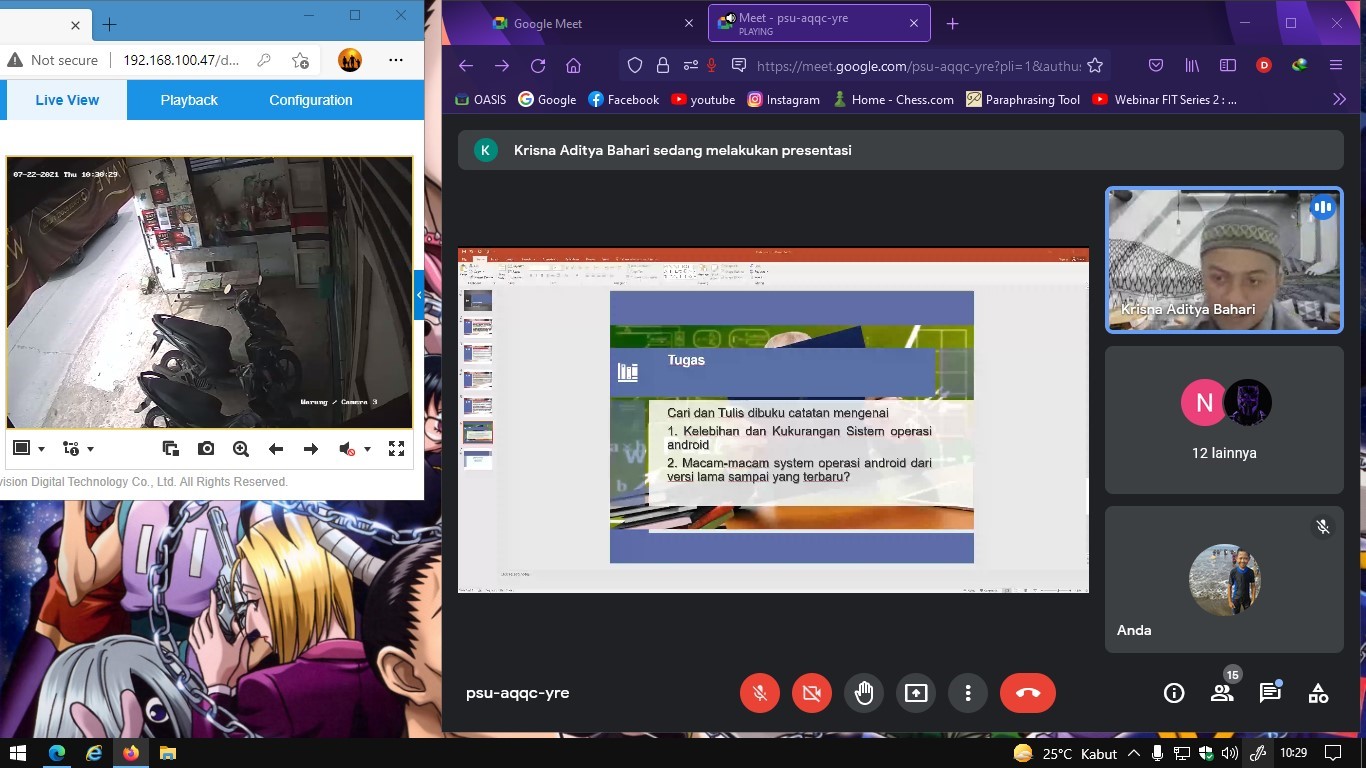 Not secure
192.168.100.47/d...
Live View
Playback
Configuration
07-22-2021 Thu 10:30:29
Warung / Camera 3
vision Digital Technology Co., Ltd. All Rights Reserved.
Google Meet
Meet - psu-aqqc-yre
PLAYING
https://meet.google.com/psu-aqqc-yre?pli=1&authus
D
OASIS
Google
Facebook
youtube
Instagram
Home - Chess.com
Paraphrasing Tool
Webinar FIT Series 2 : ...
K
Krisna Aditya Bahari sedang melakukan presentasi
Tugas
Cari dan Tulis dibuku catatan mengenai
1. Kelebihan dan Kukurangan Sistem operasi
android
2. Macam-macam system operasi android dari
versi lama sampai yang terbaru?
Krisna Aditya Bahari
N
12 lainnya
Anda
psu-aqqc-yre
15
25°C Kabut
10:29